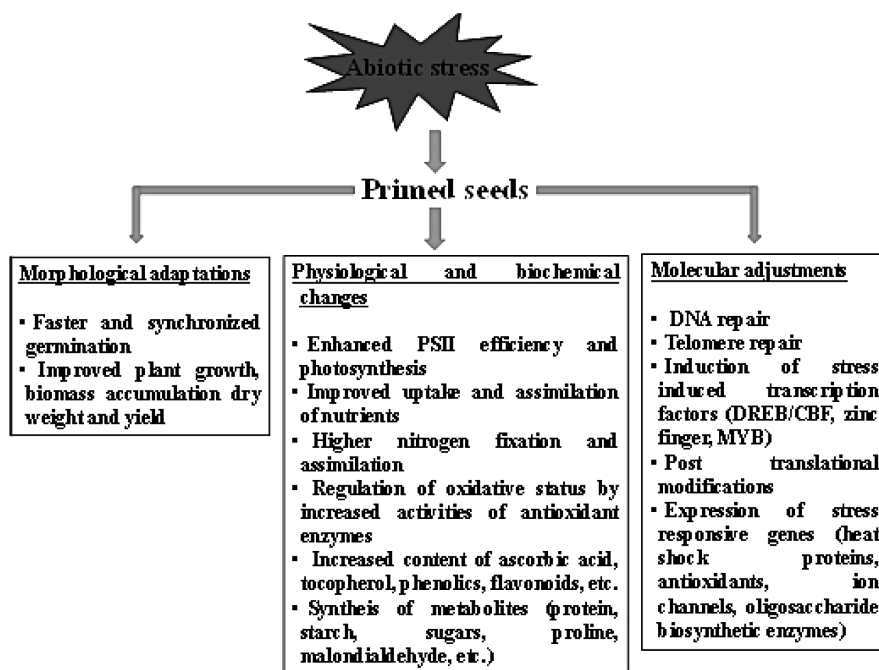 Abiotic stress
Primed seeds
Morphological adaptations
▪ Faster and synchronized
germination
▪ Improved plant growth,
biomass accumulation dry
weight and yield
Physiological and biochemical
changes
▪ Enhanced PSII efficiency and
photosynthesis
▪ Improved uptake and assimilation
of nutrients
▪ Higher nitrogen fixation and
assimilation
▪ Regulation of oxidative status by
increased activities of antioxidant
enzymes
▪ Increased content of ascorbic acid,
tocopherol, phenolics, flavonoids, etc.
▪ Syntheis of metabolites (protein,
starch, sugars, proline,
malondialdehyde, etc.)
Molecular adjustments
▪ DNA repair
▪ Telomere repair
▪ Induction of stress
induced transcription
factors (DREB/CBF, zinc
finger, MYB)
▪ Post translational
modifications
▪ Expression of stress
responsive genes (heat
shock proteins,
antioxidants, ion
channels, oligosaccharide
biosynthetic enzymes)